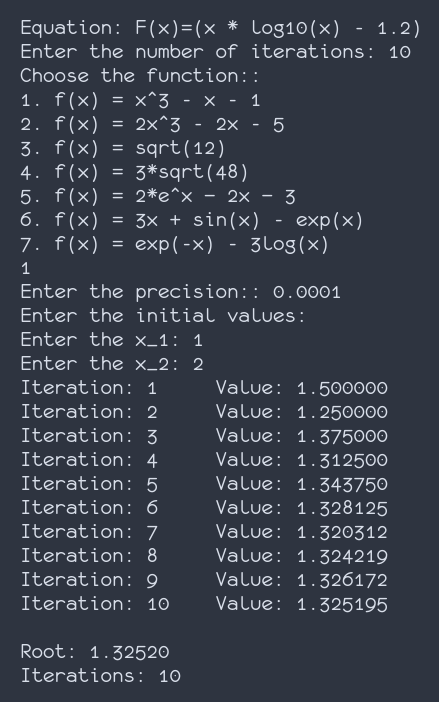 Equation: F(x)=(x * log10(x) - 1.2)
Enter the number of iterations: 10
Choose the function::
1. f(x) = x^3 - x - 1
2. f(x) = 2x^3 - 2x - 5
3. f(x) = sqrt(12)
4. f(x) = 3*sqrt(48)
5. f(x) = 2*e^x – 2x – 3
6. f(x) = 3x + sin(x) - exp(x)
7. f(x) = exp(-x) - 3log(x)
1
Enter the precision:: 0.0001
Enter the initial values:
Enter the x_1: 1
Enter the x_2: 2
Iteration: 1 Value: 1.500000
Iteration: 2 Value: 1.250000
Iteration: 3 Value: 1.375000
Iteration: 4 Value: 1.312500
Iteration: 5 Value: 1.343750
Iteration: 6 Value: 1.328125
Iteration: 7 Value: 1.320312
Iteration: 8 Value: 1.324219
Iteration: 9 Value: 1.326172
Iteration: 10 Value: 1.325195
Root: 1.32520
Iterations: 10